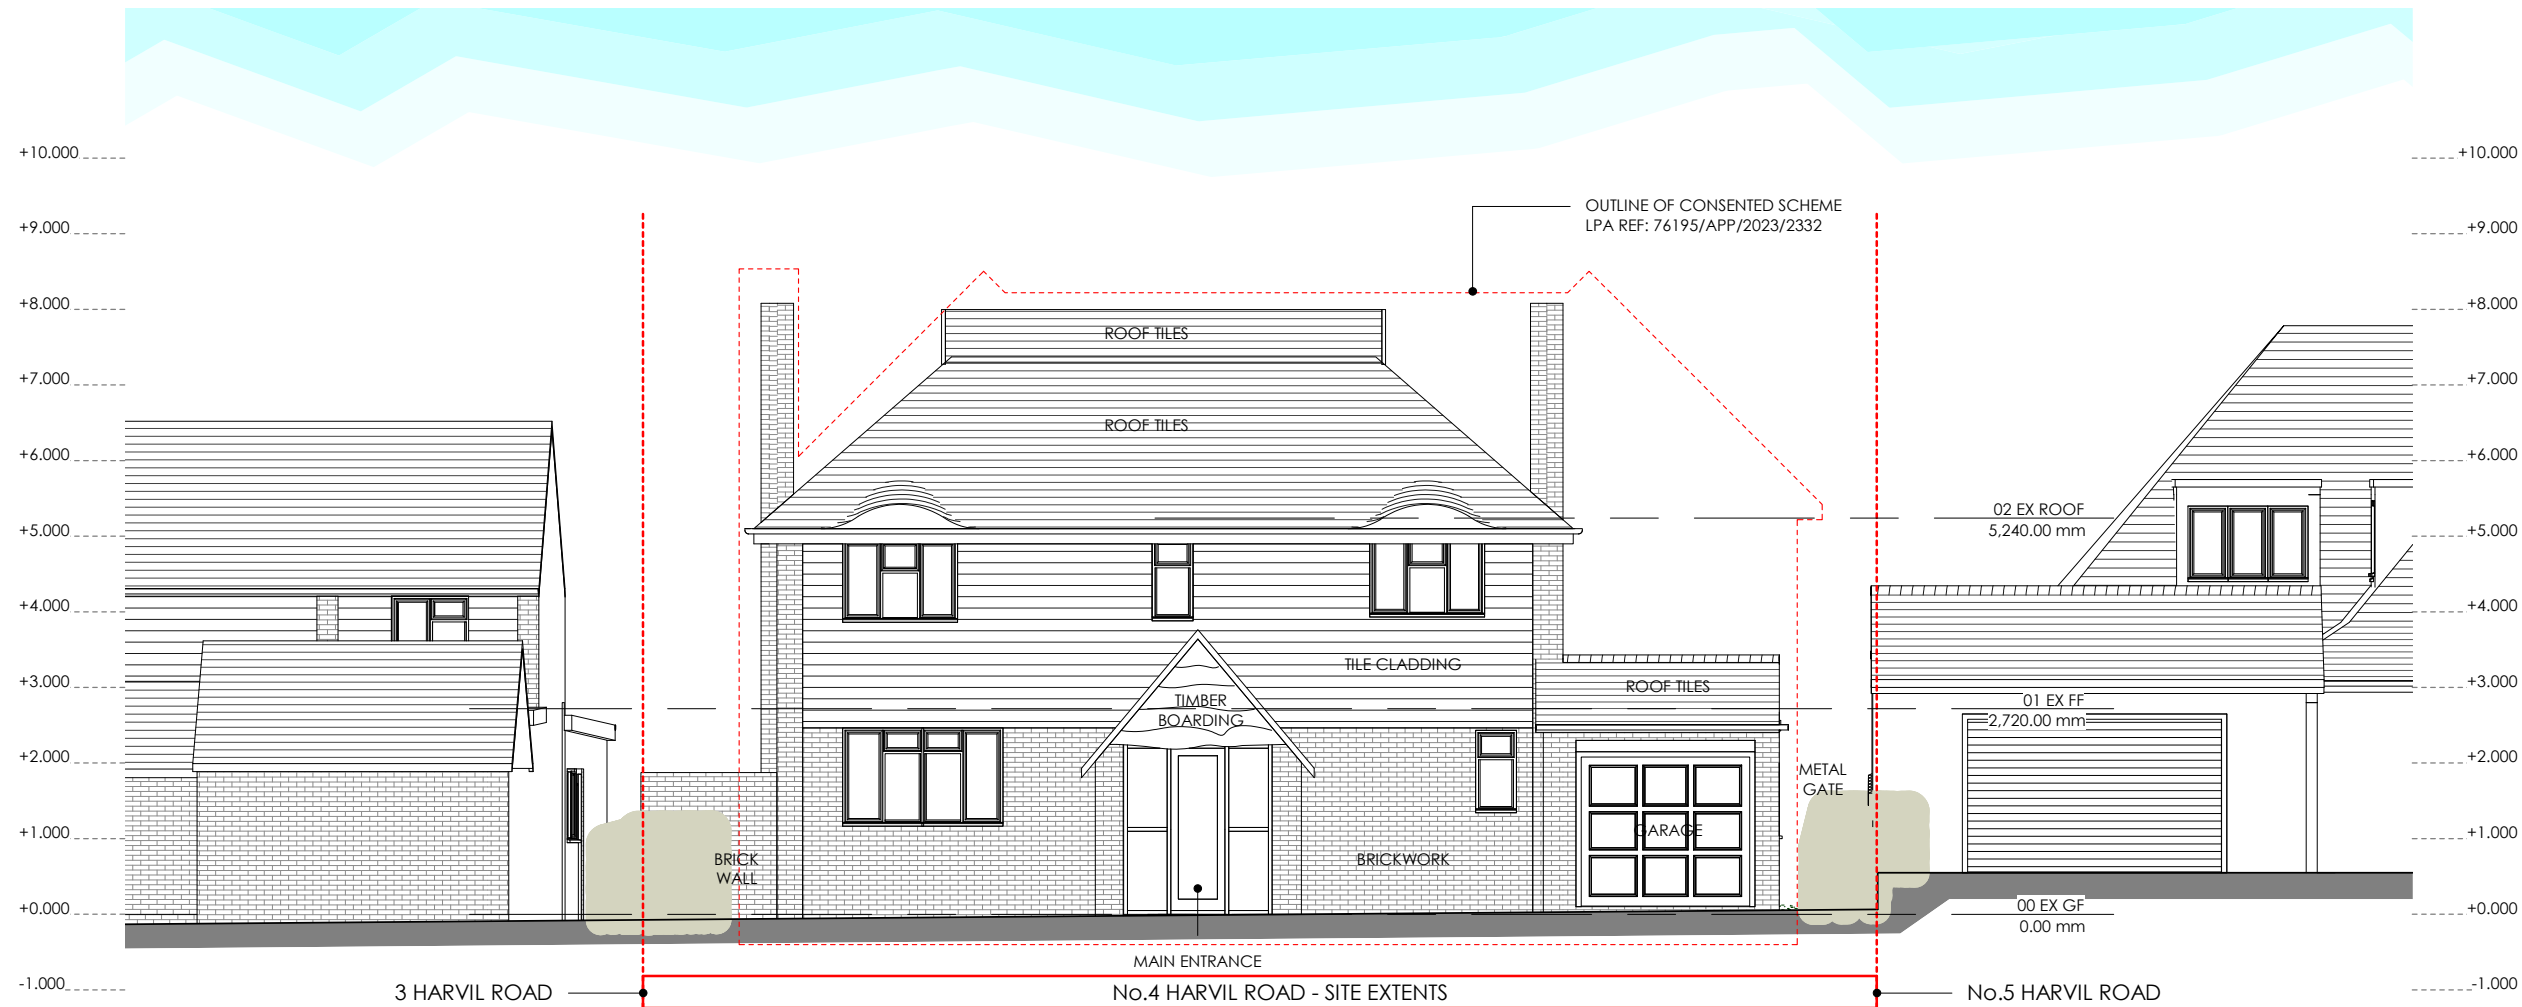 OUTLINE OF CONSENTED SCHEME
LPA REF: 76195/APP/2023/2332
+10.000
+9.000
+8.000
+7.000
+6.000
+5.000
+4.000
+3.000
+2.000
+1.000
+0.000
-1.000
ROOF TILES
ROOF TILES
TILE CLADDING
ROOF TILES
TIMBER
BOARDING
METAL
GATE
GARAGE
BRICK
WALL
BRICKWORK
MAIN ENTRANCE
02 EX ROOF
5,240.00 mm
01 EX FF
2,720.00 mm
00 EX GF
0.00 mm
+10.000
+9.000
+8.000
+7.000
+6.000
+5.000
+4.000
+3.000
+2.000
+1.000
+0.000
-1.000
3 HARVIL ROAD
No.4 HARVIL ROAD - SITE EXTENTS
No.5 HARVIL ROAD